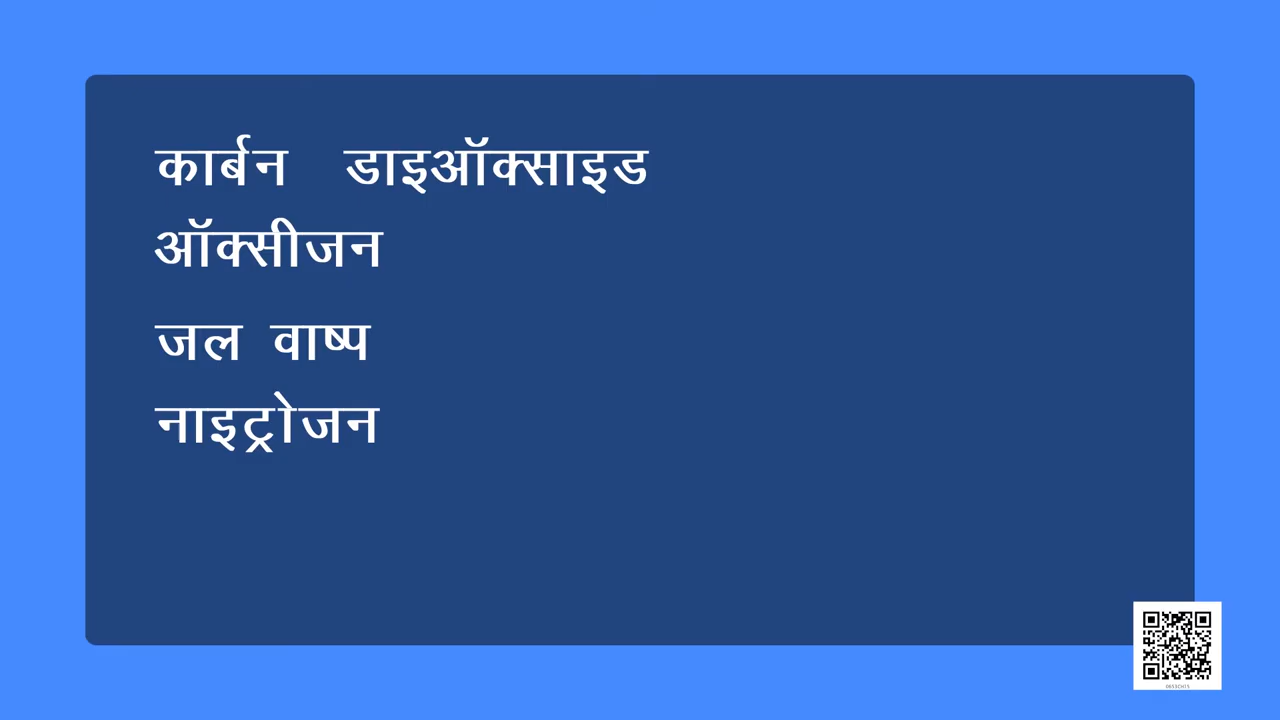 कार्बन डाइऑक्साइड
ऑक्सीजन
जल वाष्प
नाइट्रोजन